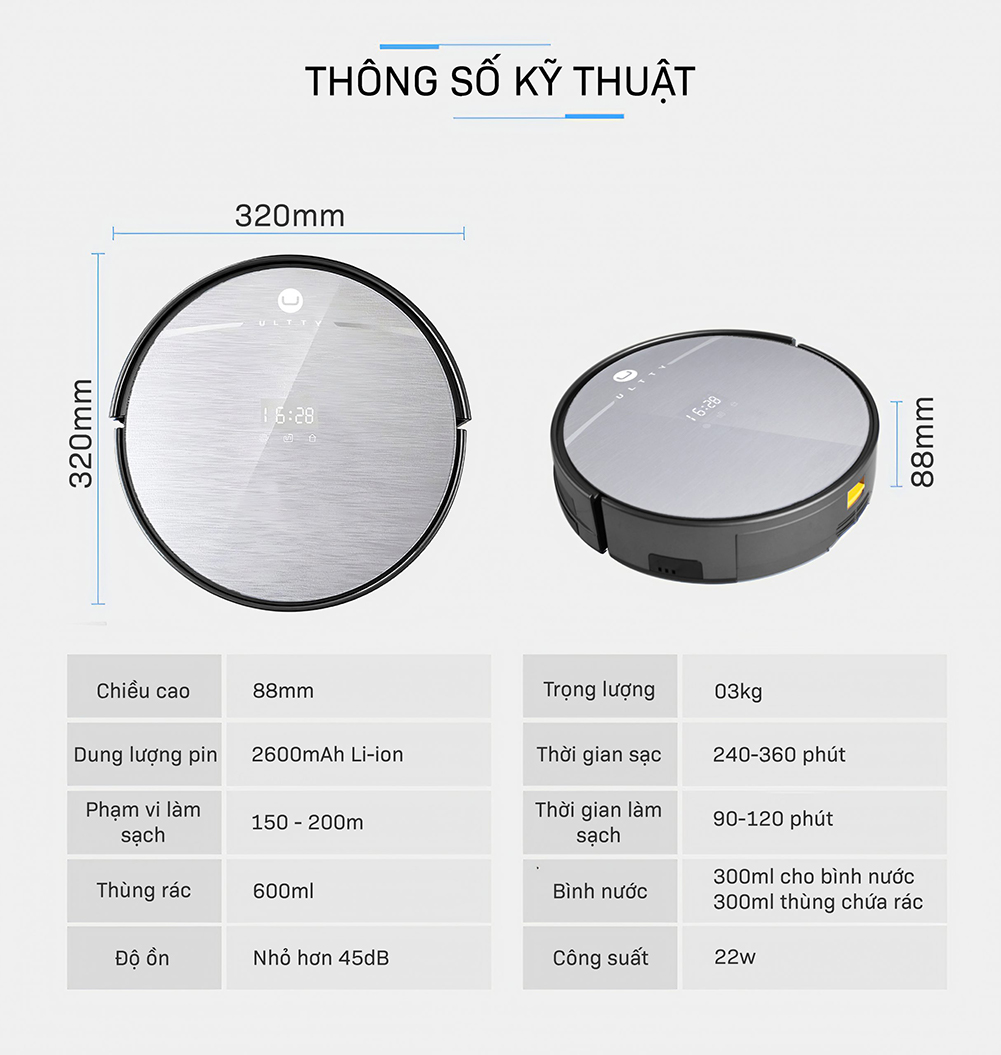 THÔNG SỐ KỸ THUẬT
320mm
320mm
ULTTY
16:28
ULTTY
16:28
88mm
Chiều cao
88mm
Dung lượng pin
2600mAh Li-ion
Phạm vi làm
sạch
150 - 200m
Thùng rác
600ml
Độ ồn
Nhỏ hơn 45dB
Trọng lượng
03kg
Thời gian sạc
240-360 phút
Thời gian làm
sạch
90-120 phút
Bình nước
300ml cho bình nước
300ml thùng chứa rác
Công suất
22w